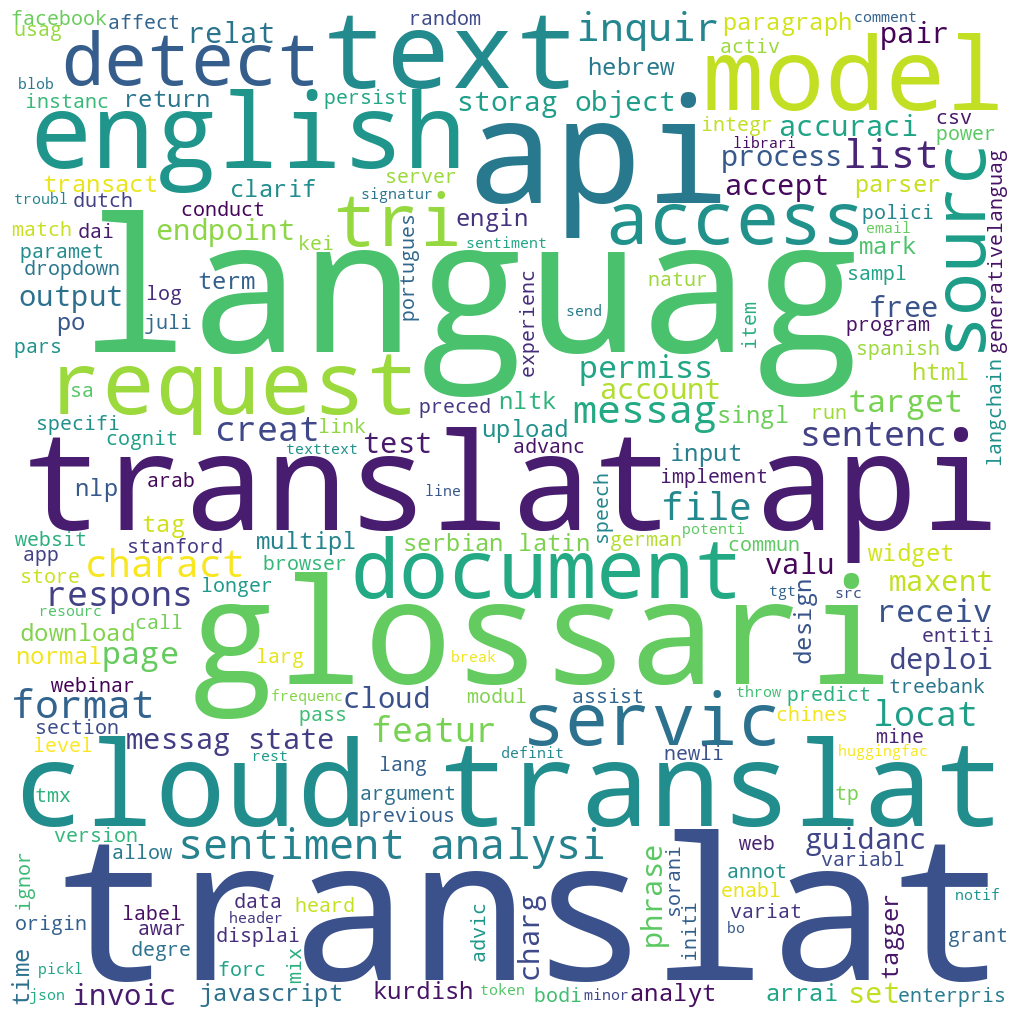 facebook affect random comment
usag relat text inquir paragraph pair
detect activ
blob hebrew model
instanc return persist storag object
english api integr accuraci csv
power
librari
process list
transact clarif server accept parser
troubl dutch signatur access sourc generativelanguag
conduct tri engin polici
match dai endpoint sentiment email
paramet kei portugues mark
dropdown term languag natur sampl
output log experienc send item free
po juli program
pars request permiss spanish
sa account html langchain
preced nltk messag singl run target
specifi creat link upload
cognit test advanc sentenc
texttext input
nlp arab translat api line implement
file
tag speech potenti
websit stanford multipl serbian latin german commun
app browser document valu widget
store charact longer tgt src maxent
respons design receiv
resourc glossari
download call entiti
normal page larg break deploi
webinar frequenc modul assist throw predict treebank
format cloud servic locat
section pass featur chines
level messag state lang definit newli mine
rest huggingfac
tmx cloud translat argument tp
previous
version sentiment analysi guidanc
allow web variabl
ignor translat phrase sorani annot
data enabl notif
label heard variat
origin awar header advic charg initi bo tagger
degre displai grant
time pickl forc mix
json invoic javascript kurdish token bodi minor analyt arrai set enterpris